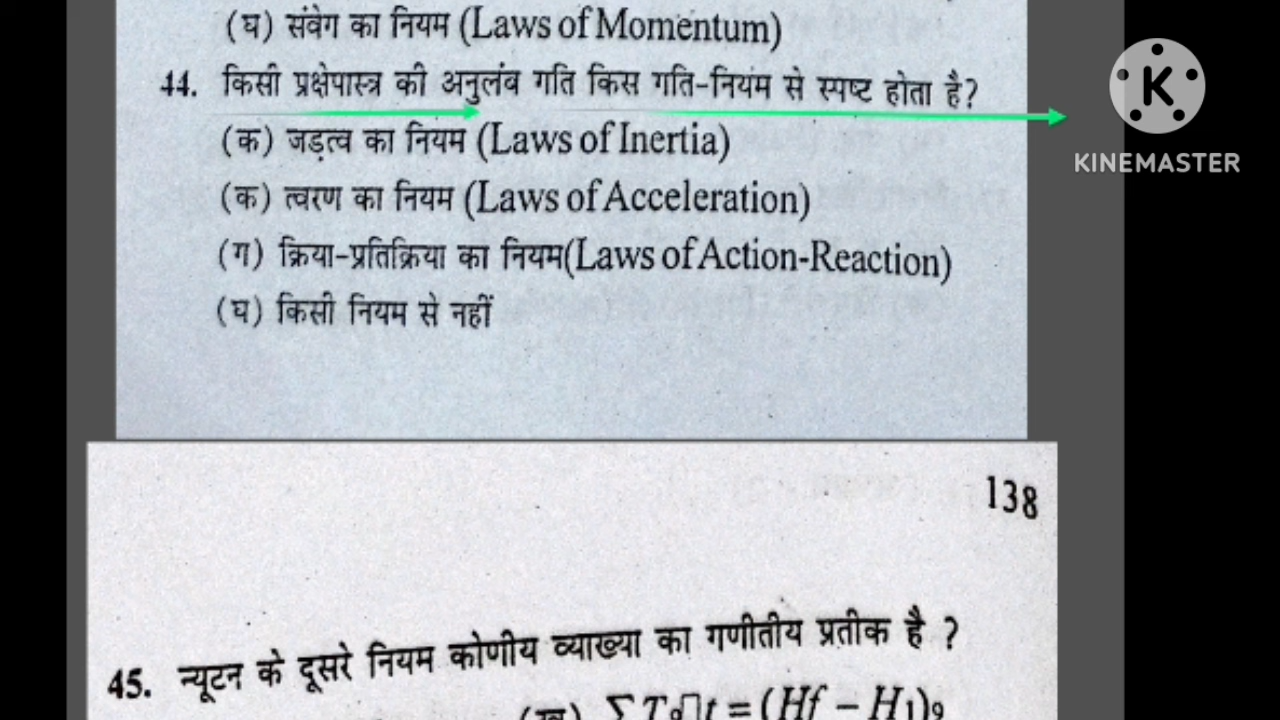 (घ) संवेग का नियम (Laws of Momentum)
44. किसी प्रक्षेपास्त्र की अनुलंब गति किस गति-नियम से स्पष्ट होता है?
(क) जड़त्व का नियम (Laws of Inertia)
(क) त्वरण का नियम (Laws of Acceleration)
(ग) क्रिया-प्रतिक्रिया का नियम(Laws of Action-Reaction)
(घ) किसी नियम से नहीं
K
KINEMASTER
138
45. न्यूटन के दूसरे नियम कोणीय व्याख्या का गणीतीय प्रतीक है ?
(ख)